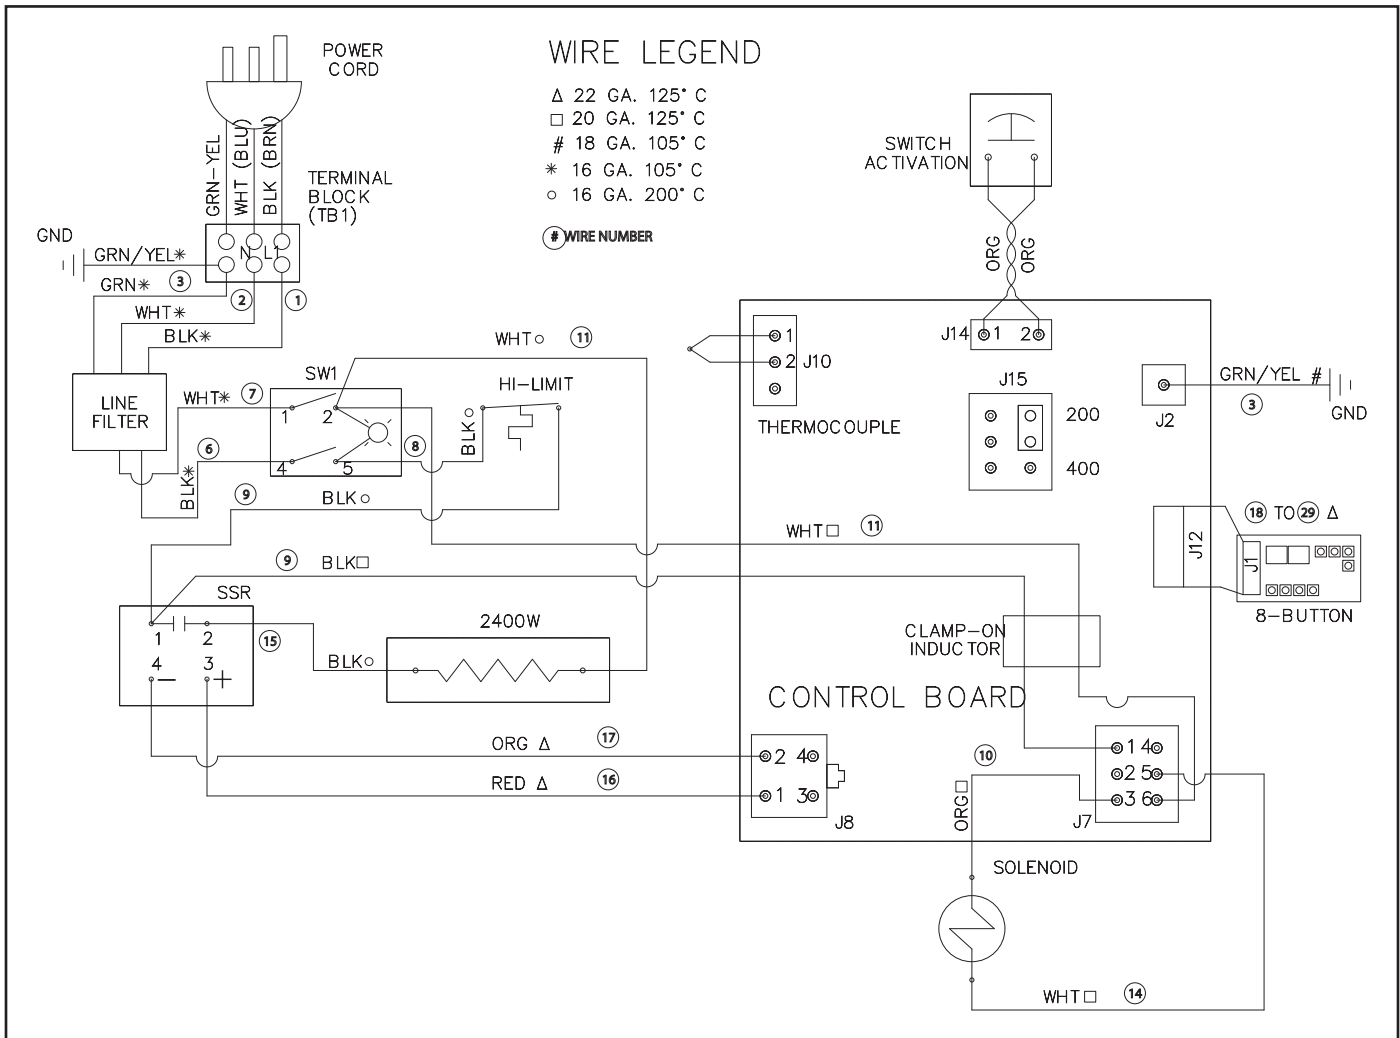 POWER
CORD
WIRE LEGEND
Δ 22 GA. 125° C
□ 20 GA. 125° C
# 18 GA. 105° C
✳ 16 GA. 105° C
○ 16 GA. 200° C
# WIRE NUMBER
GRN-YEL
WHT (BLU)
BLK (BRN)
TERMINAL
BLOCK
(TB1)
N L1
GND
GRN/YEL✳
3
GRN✳
2
1
WHT✳
BLK✳
LINE
FILTER
SWITCH
ACTIVATION
ORG
ORG
J14 1 2
1
2 J10
THERMOCOUPLE
J15
200
400
J2
GRN/YEL #
3
GND
WHT○ 11
SW1
HI-LIMIT
WHT✳ 7
1 2
BLK○
8
6
4 5
BLK✳
9 BLK○
WHT□ 11
9 BLK□
J12
18 TO 29 Δ
J1
8-BUTTON
SSR
1 2
4 3
− +
15
BLK○
2400W
CLAMP-ON
INDUCTOR
CONTROL BOARD
ORG Δ 17
RED Δ 16
2 4
1 3
J8
10
ORG□
1 4
2 5
3 6
J7
SOLENOID
WHT□ 14